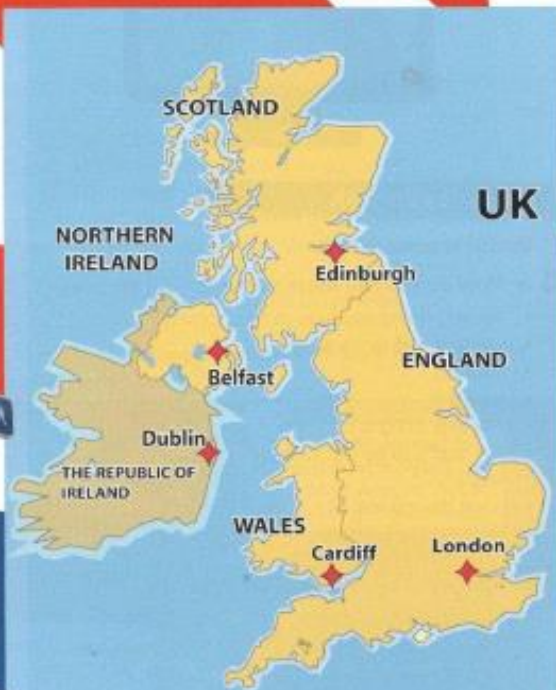 SCOTLAND
UK
NORTHERN
IRELAND
Edinburgh
ENGLAND
Belfast
Dublin
THE REPUBLIC OF
IRELAND
WALES
Cardiff
London